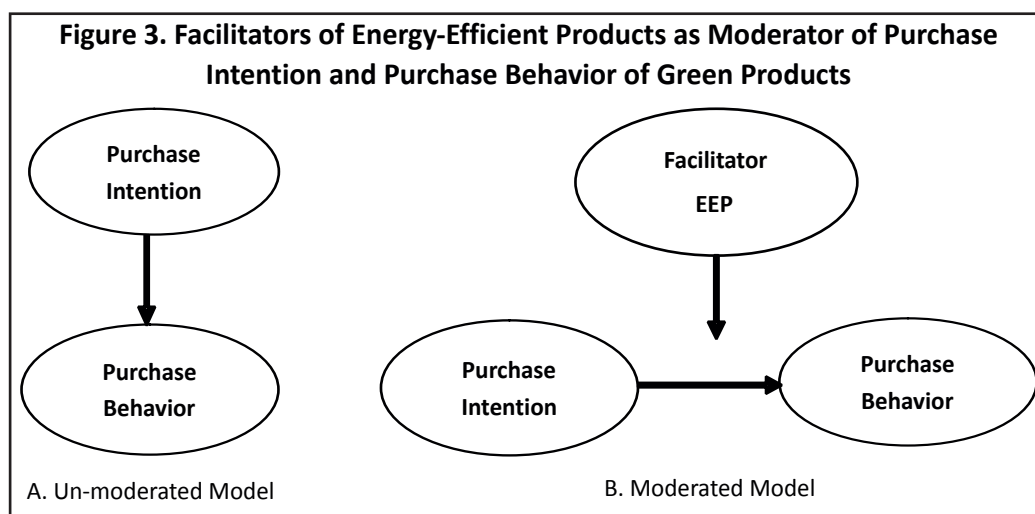 Figure 3. Facilitators of Energy-Efficient Products as Moderator of Purchase
Intention and Purchase Behavior of Green Products
Purchase
Intention
Purchase
Behavior
A. Un-moderated Model
Facilitator
EEP
Purchase
Intention
Purchase
Behavior
B. Moderated Model